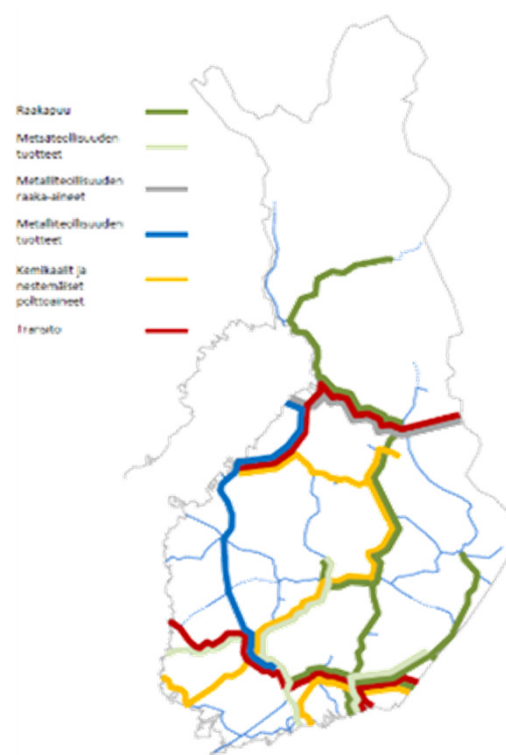 Raakapuu
Metsäteollisuuden
tuotteet
Metalliteollisuuden
raaka-aineet
Metalliteollisuuden
tuotteet
Kemikaalit ja
nestemäiset
polttoaineet
Transito